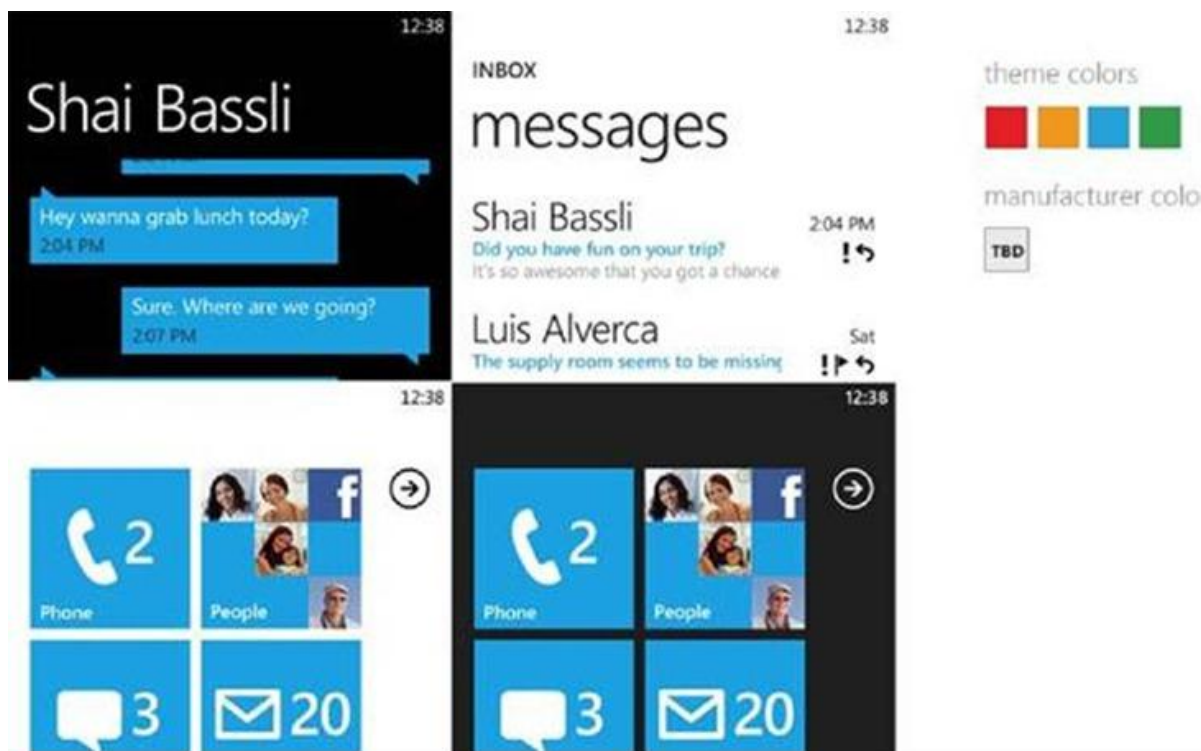 12:38
Shai Bassli
Hey wanna grab lunch today?
2:04 PM
Sure. Where are we going?
2:07 PM
12:38
INBOX
messages
Shai Bassli
2:04 PM
Did you have fun on your trip?
It's so awesome that you got a chance
Luis Alverca
Sat
The supply room seems to be missing
theme colors
manufacturer colo
TBD
12:38
2
Phone
f
People
3
20
12:38
2
Phone
f
People
3
20